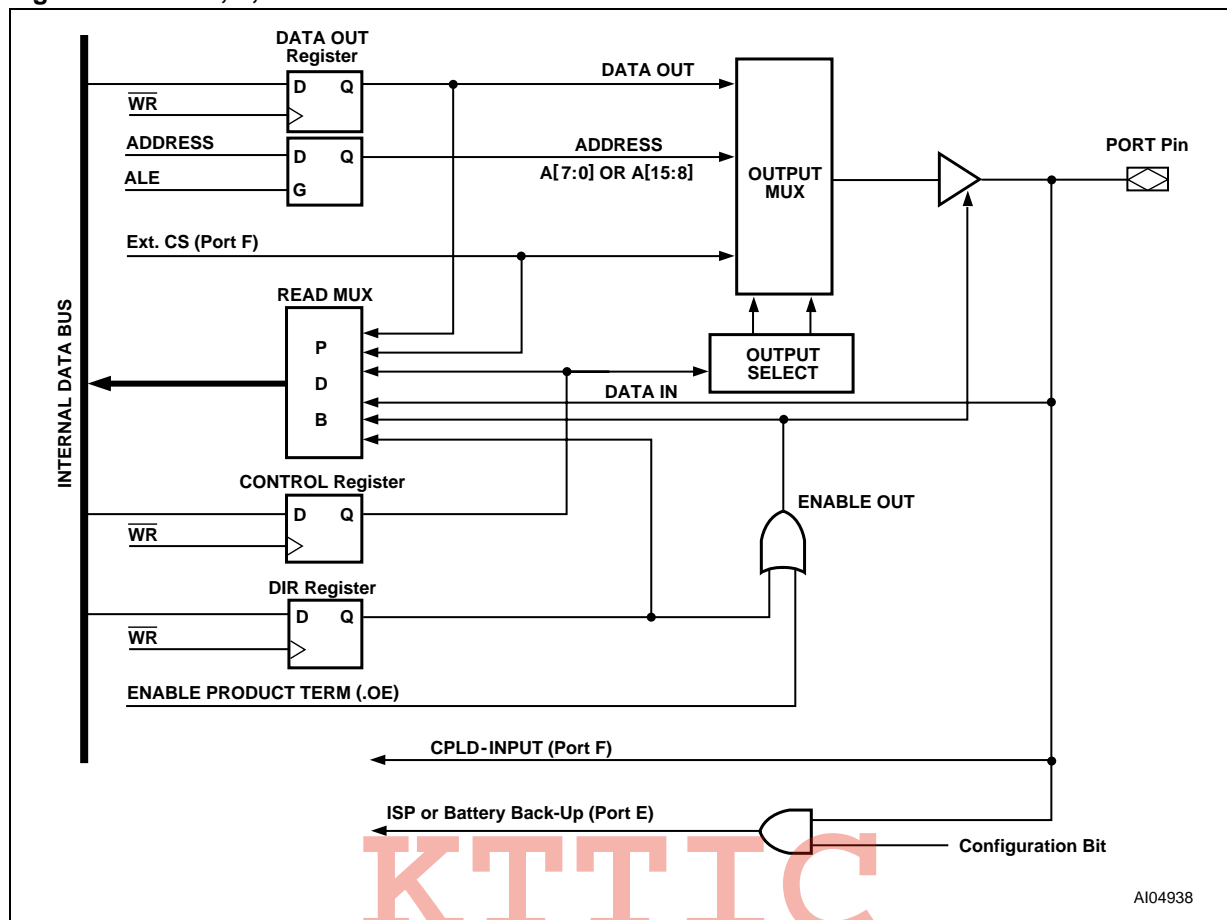 DATA OUT
Register
D Q
WR
DATA OUT
ADDRESS
ALE
D Q
G
ADDRESS
A[7:0] OR A[15:8]
OUTPUT
MUX
PORT Pin
Ext. CS (Port F)
READ MUX
P
D
B
OUTPUT
SELECT
DATA IN
INTERNAL DATA BUS
CONTROL Register
D Q
WR
ENABLE OUT
DIR Register
D Q
WR
ENABLE PRODUCT TERM (.OE)
CPLD-INPUT (Port F)
ISP or Battery Back-Up (Port E)
Configuration Bit
KTTIC
AI04938